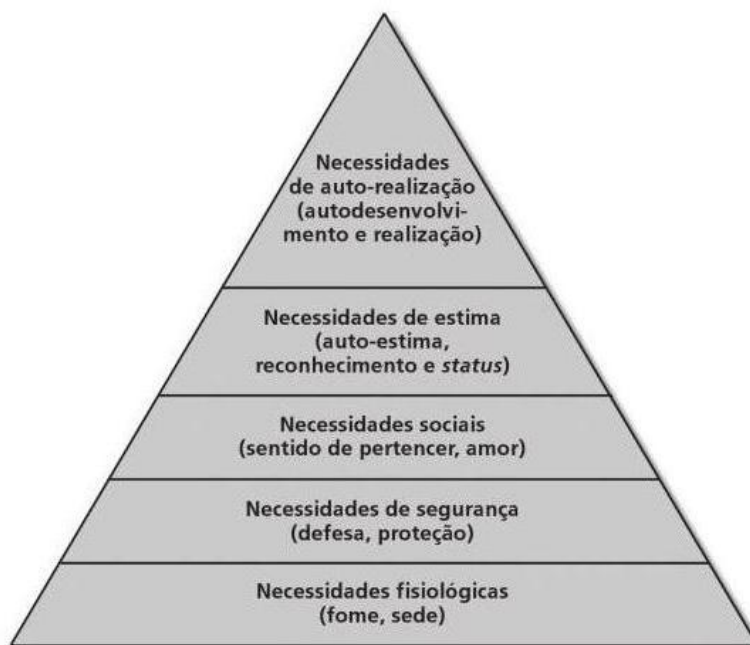 Necessidades
de auto-realização
(autodesenvolvi-
mento e realização)
Necessidades de estima
(auto-estima,
reconhecimento e status)
Necessidades sociais
(sentido de pertencer, amor)
Necessidades de segurança
(defesa, proteção)
Necessidades fisiológicas
(fome, sede)